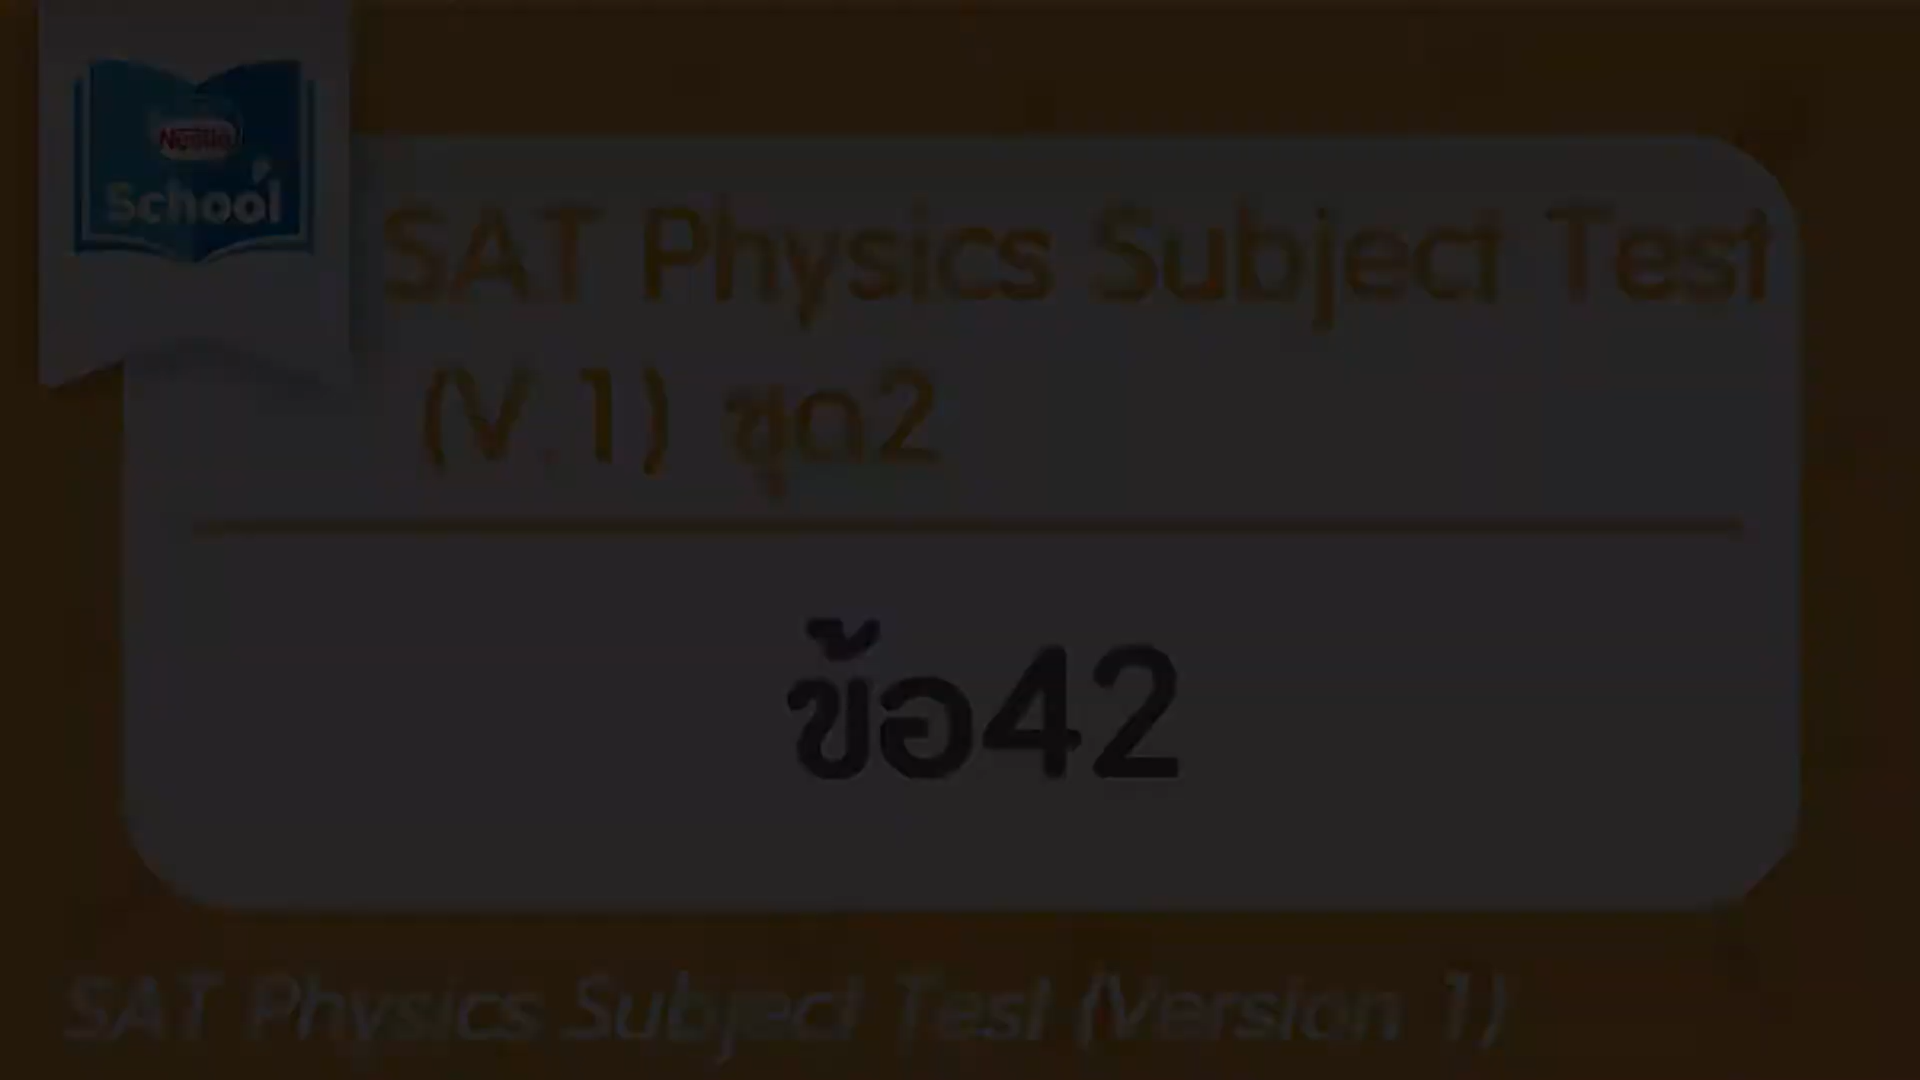 Nestle
School
SAT Physics Subject Test
(V.1) ชุด2
ข้อ42
SAT Physics Subject Test (Version 1)